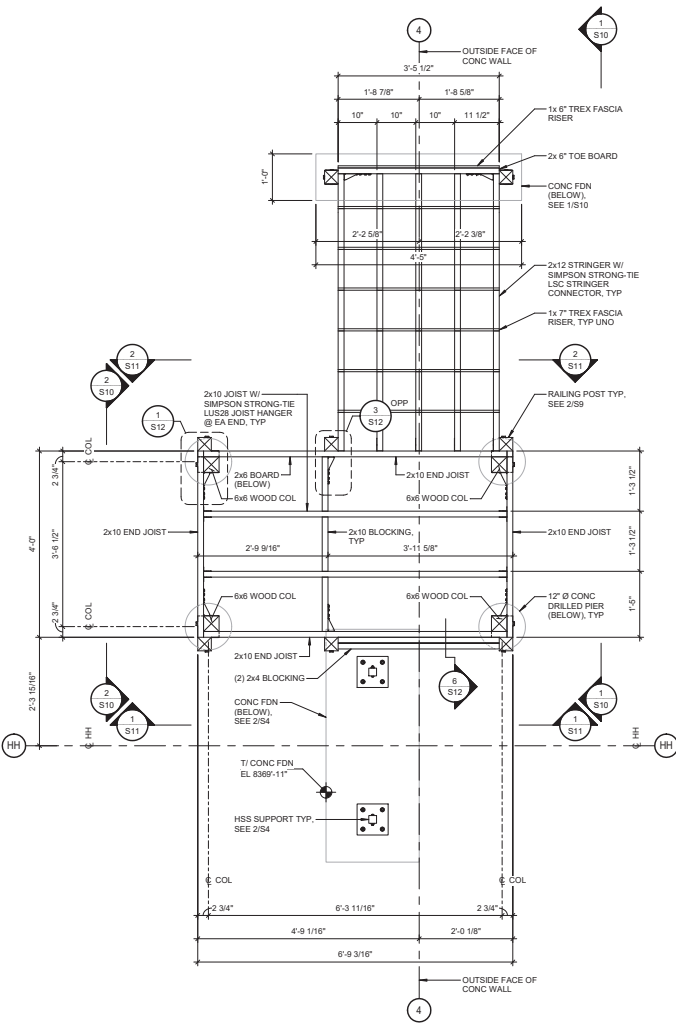 4
1
S10
OUTSIDE FACE OF
CONC WALL
3'-5 1/2"
1'-8 7/8"
1'-8 5/8"
10"
10"
10"
11 1/2"
1x 6" TREX FASCIA
RISER
2x 6" TOE BOARD
1'-0"
CONC FDN
(BELOW),
SEE 1/S10
2'-2 5/8"
2'-2 3/8"
4'-5"
2x12 STRINGER W/
SIMPSON STRONG-TIE
LSC STRINGER
CONNECTOR, TYP
1x 7" TREX FASCIA
RISER, TYP UNO
2
S11
2
S10
2
S11
1
S12
2x10 JOIST W/
SIMPSON STRONG-TIE
LUS28 JOIST HANGER
@ EA END, TYP
3
S12
OPP
RAILING POST TYP,
SEE 2/S9
℄ COL
2 3/4"
2x6 BOARD
(BELOW)
2x10 END JOIST
6x6 WOOD COL
6x6 WOOD COL
1'-3 1/2"
4'-0"
3'-6 1/2"
2x10 END JOIST
2x10 BLOCKING,
TYP
2x10 END JOIST
1'-3 1/2"
2'-9 9/16"
3'-11 5/8"
6x6 WOOD COL
6x6 WOOD COL
12" Ø CONC
DRILLED PIER
(BELOW), TYP
1'-5"
2 3/4"
℄ COL
2x10 END JOIST
(2) 2x4 BLOCKING
2'-3 15/16"
2
S10
1
S11
6
S12
1
S10
1
S11
CONC FDN
(BELOW),
SEE 2/S4
HH
℄ HH
℄ HH
HH
T/ CONC FDN
EL 8369'-11"
HSS SUPPORT TYP,
SEE 2/S4
℄ COL
℄ COL
2 3/4"
6'-3 11/16"
2 3/4"
4'-9 1/16"
2'-0 1/8"
6'-9 3/16"
OUTSIDE FACE OF
CONC WALL
4